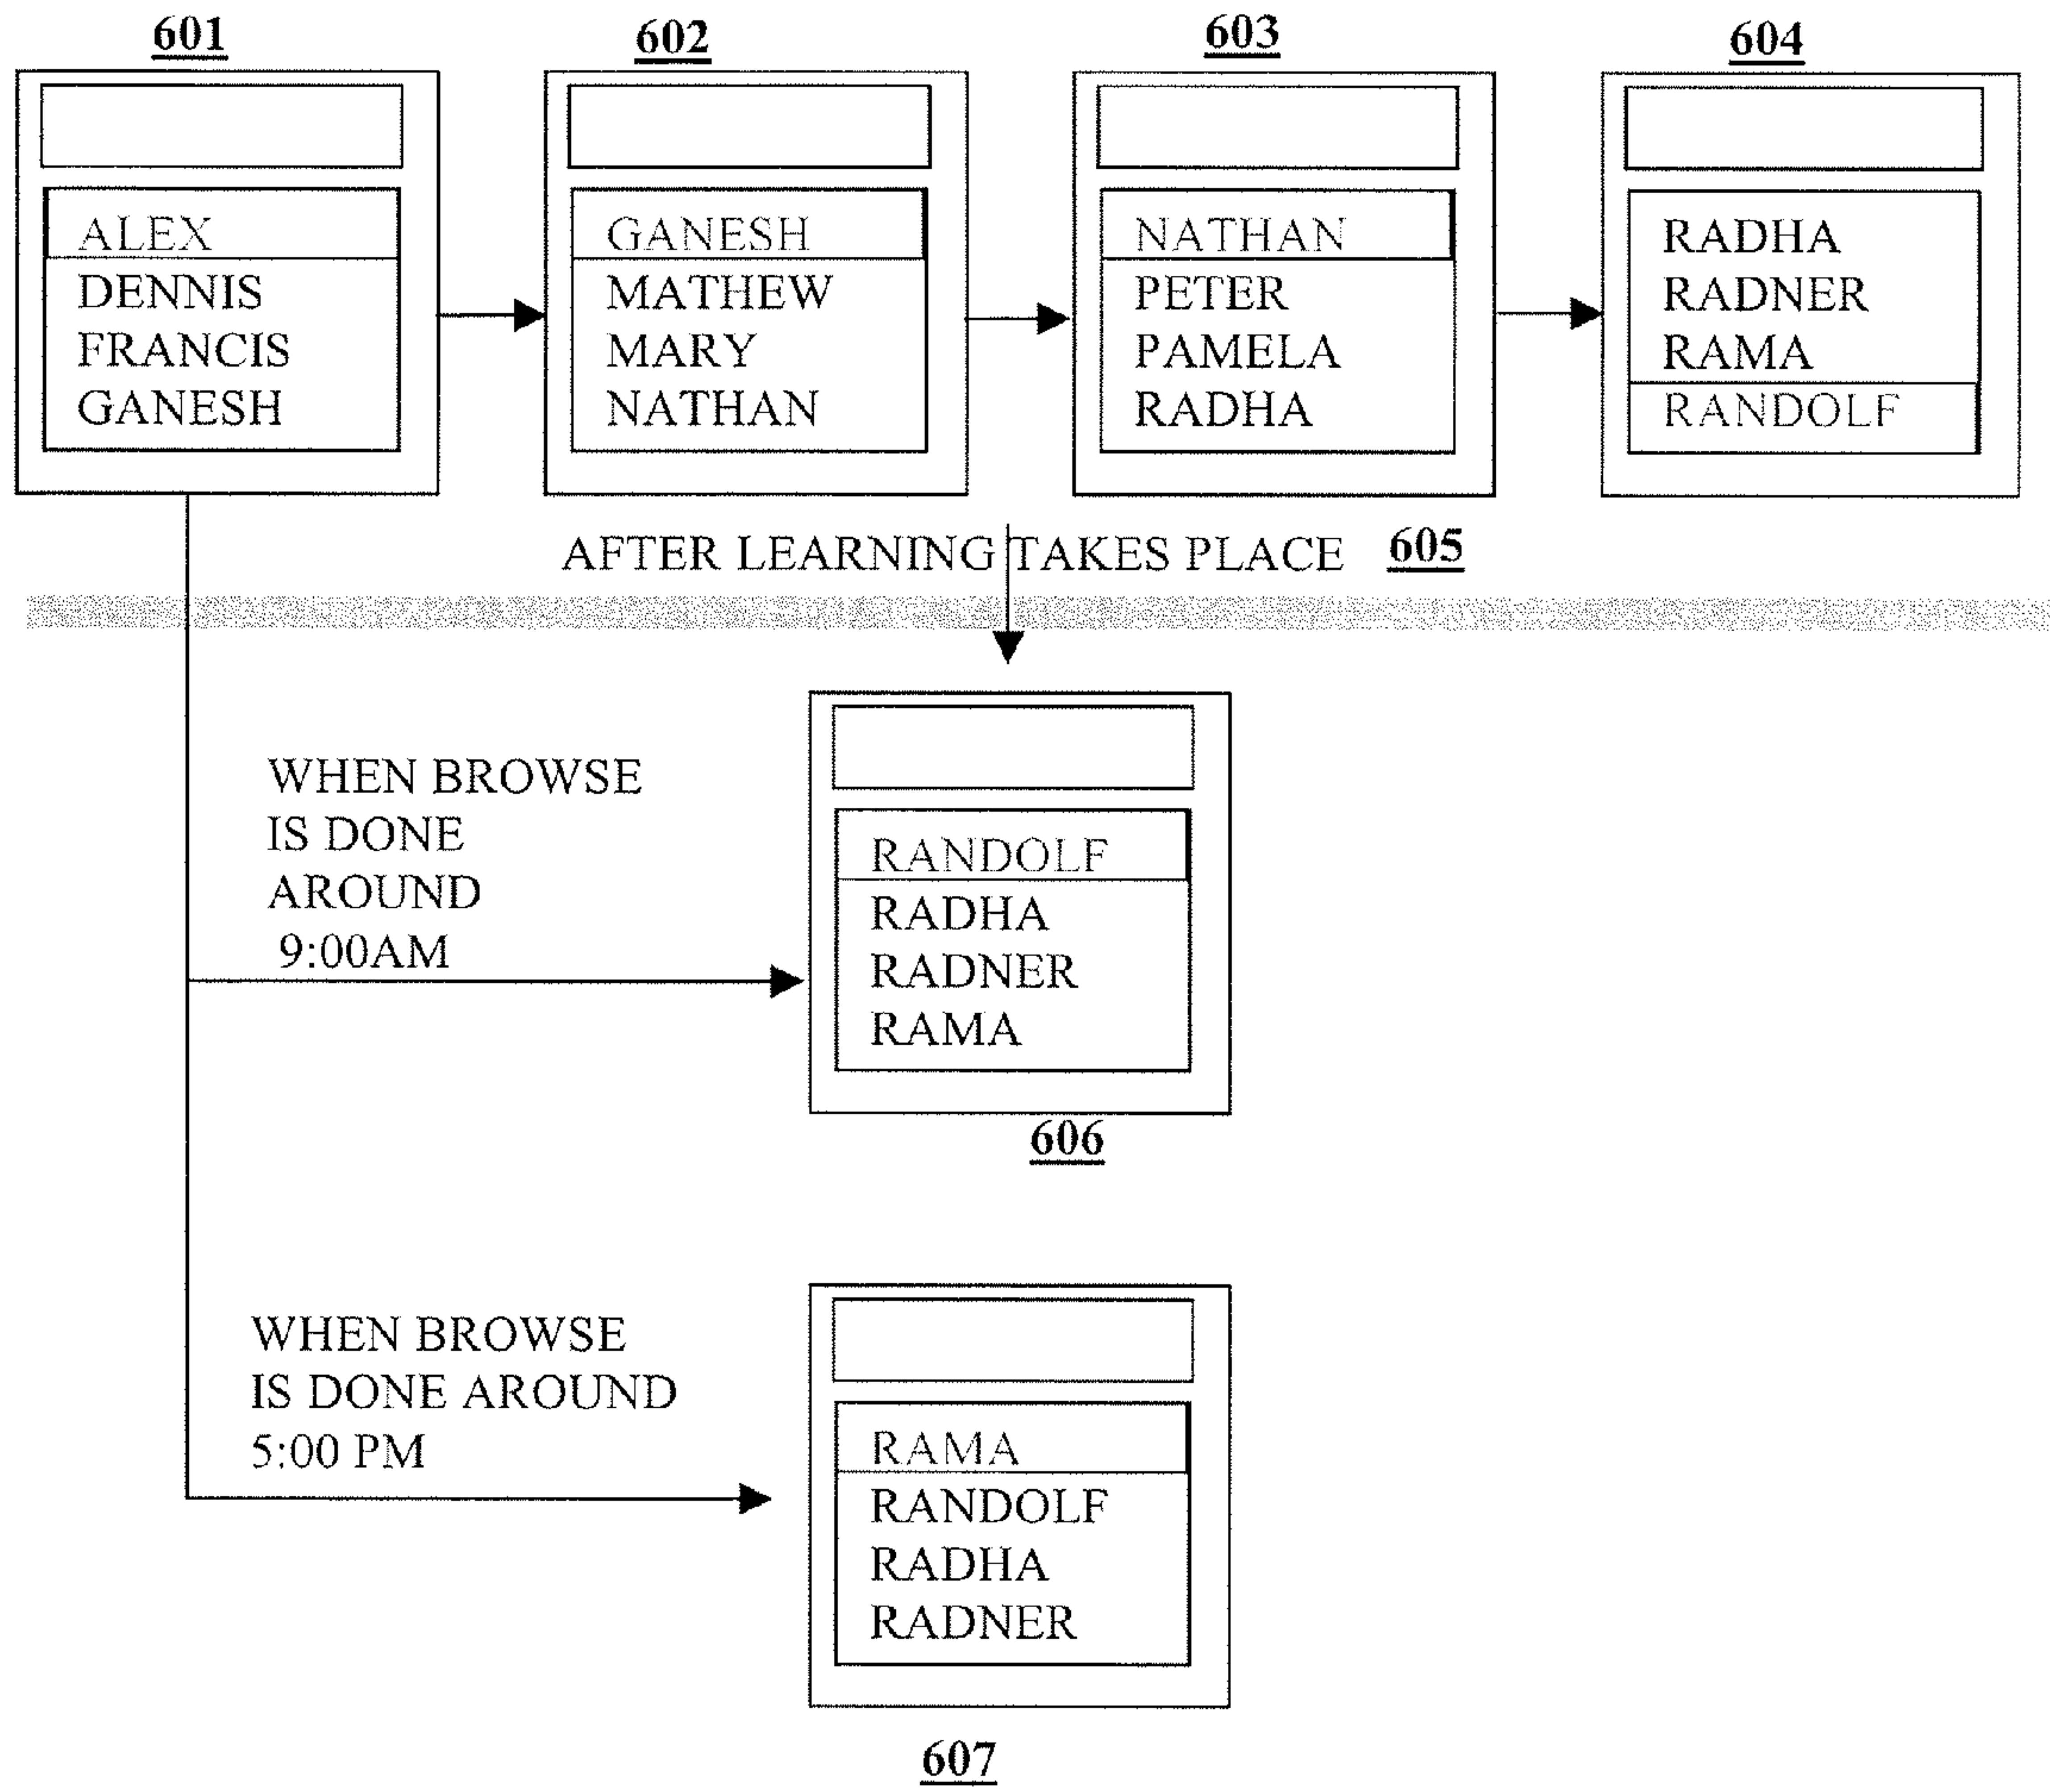 601
602
603
604
ALEX
DENNIS
FRANCIS
GANESH
GANESH
MATHEW
MARY
NATHAN
NATHAN
PETER
PAMELA
RADHA
RADHA
RADNER
RAMA
RANDOLF
AFTER LEARNING TAKES PLACE 605
WHEN BROWSE
IS DONE
AROUND
9:00AM
RANDOLF
RADHA
RADNER
RAMA
606
WHEN BROWSE
IS DONE AROUND
5:00 PM
RAMA
RANDOLF
RADHA
RADNER
607